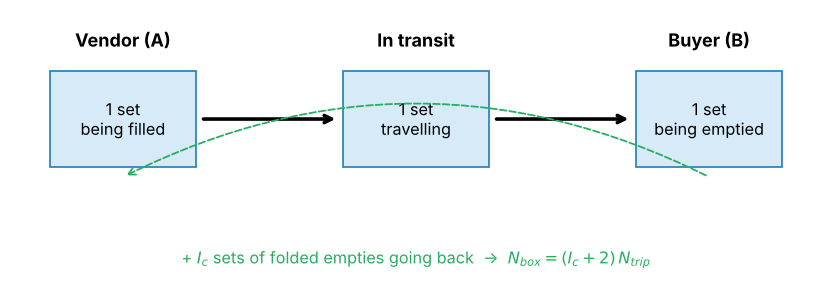 Vendor (A)
In transit
Buyer (B)
1 set
being filled
1 set
travelling
1 set
being emptied
+ I_c sets of folded empties going back → N_box = (I_c + 2) N_trip